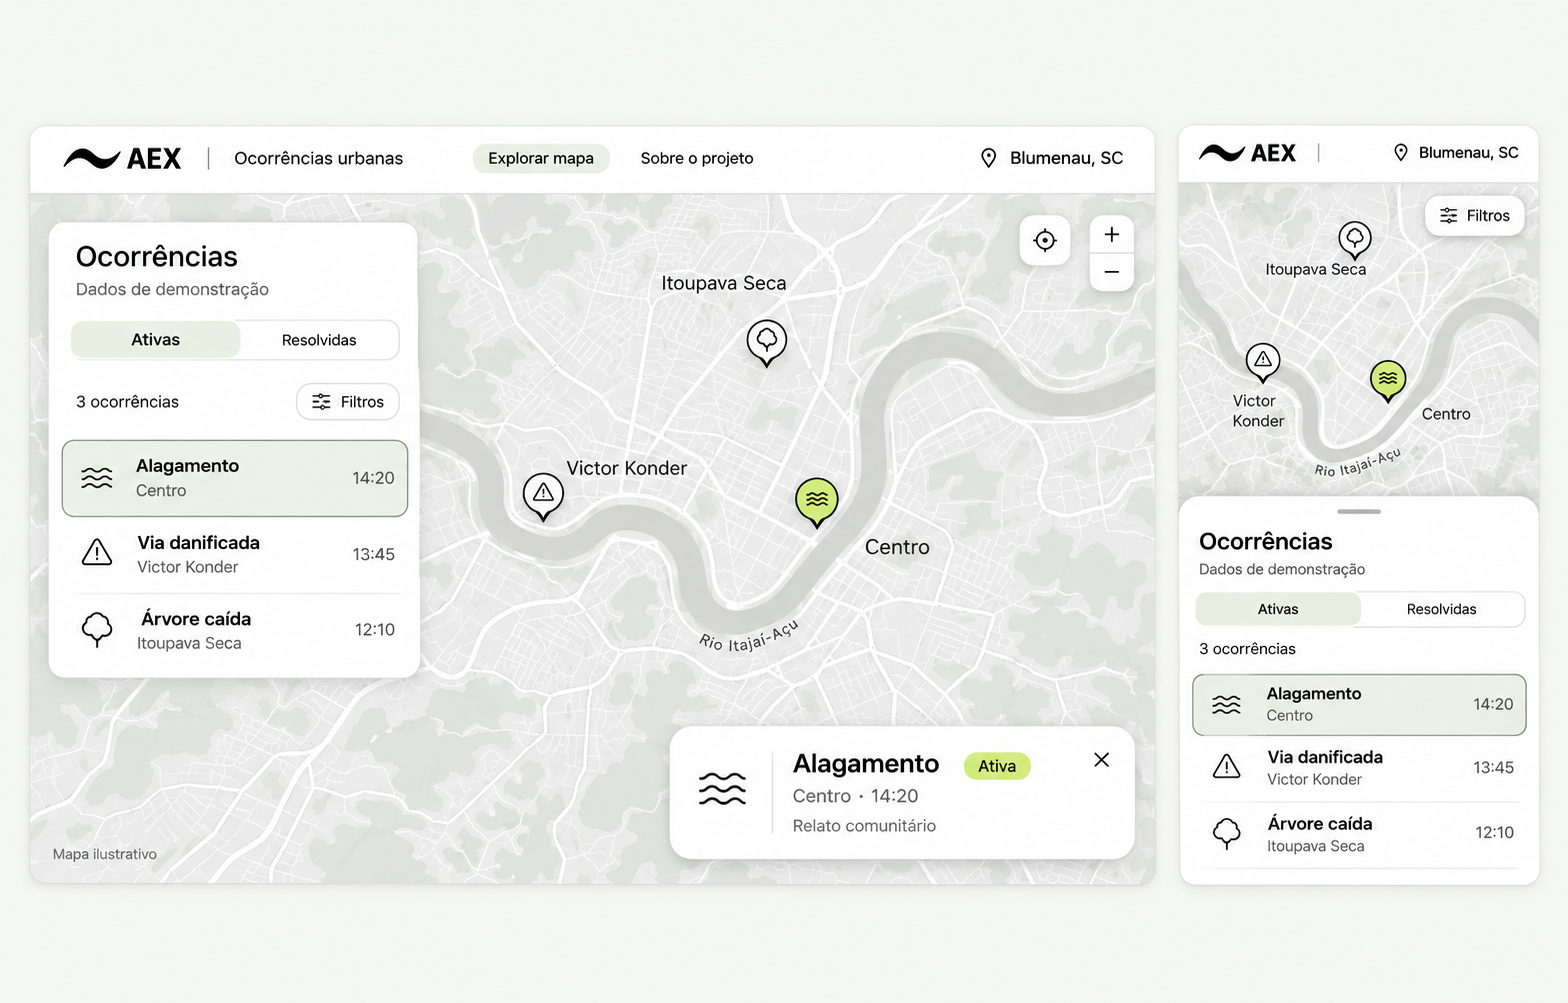 AEX
Ocorrências urbanas
Explorar mapa
Sobre o projeto
Blumenau, SC
Ocorrências
Dados de demonstração
Ativas
Resolvidas
3 ocorrências
Filtros
Alagamento
Centro
14:20
Via danificada
Victor Konder
13:45
Árvore caída
Itoupava Seca
12:10
Itoupava Seca
Victor Konder
Centro
Rio Itajaí-Açu
Alagamento
Ativa
Centro · 14:20
Relato comunitário
Mapa ilustrativo
AEX
Blumenau, SC
Filtros
Itoupava Seca
Victor
Konder
Centro
Rio Itajaí-Açu
Ocorrências
Dados de demonstração
Ativas
Resolvidas
3 ocorrências
Alagamento
Centro
14:20
Via danificada
Victor Konder
13:45
Árvore caída
Itoupava Seca
12:10